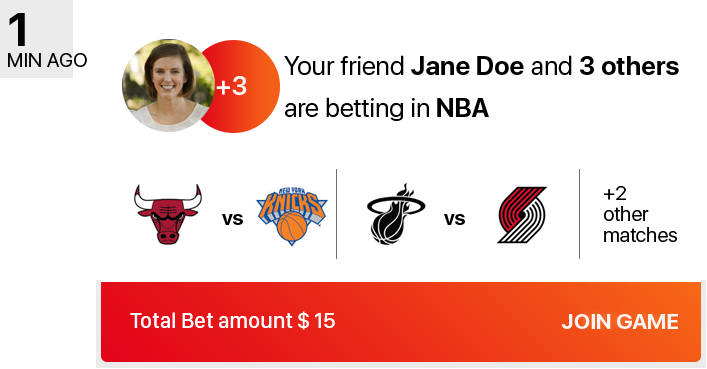 1
MIN AGO
+3
Your friend Jane Doe and 3 others
are betting in NBA
vs
NEW YORK
KNICKS
vs
+2
other
matches
Total Bet amount $ 15
JOIN GAME